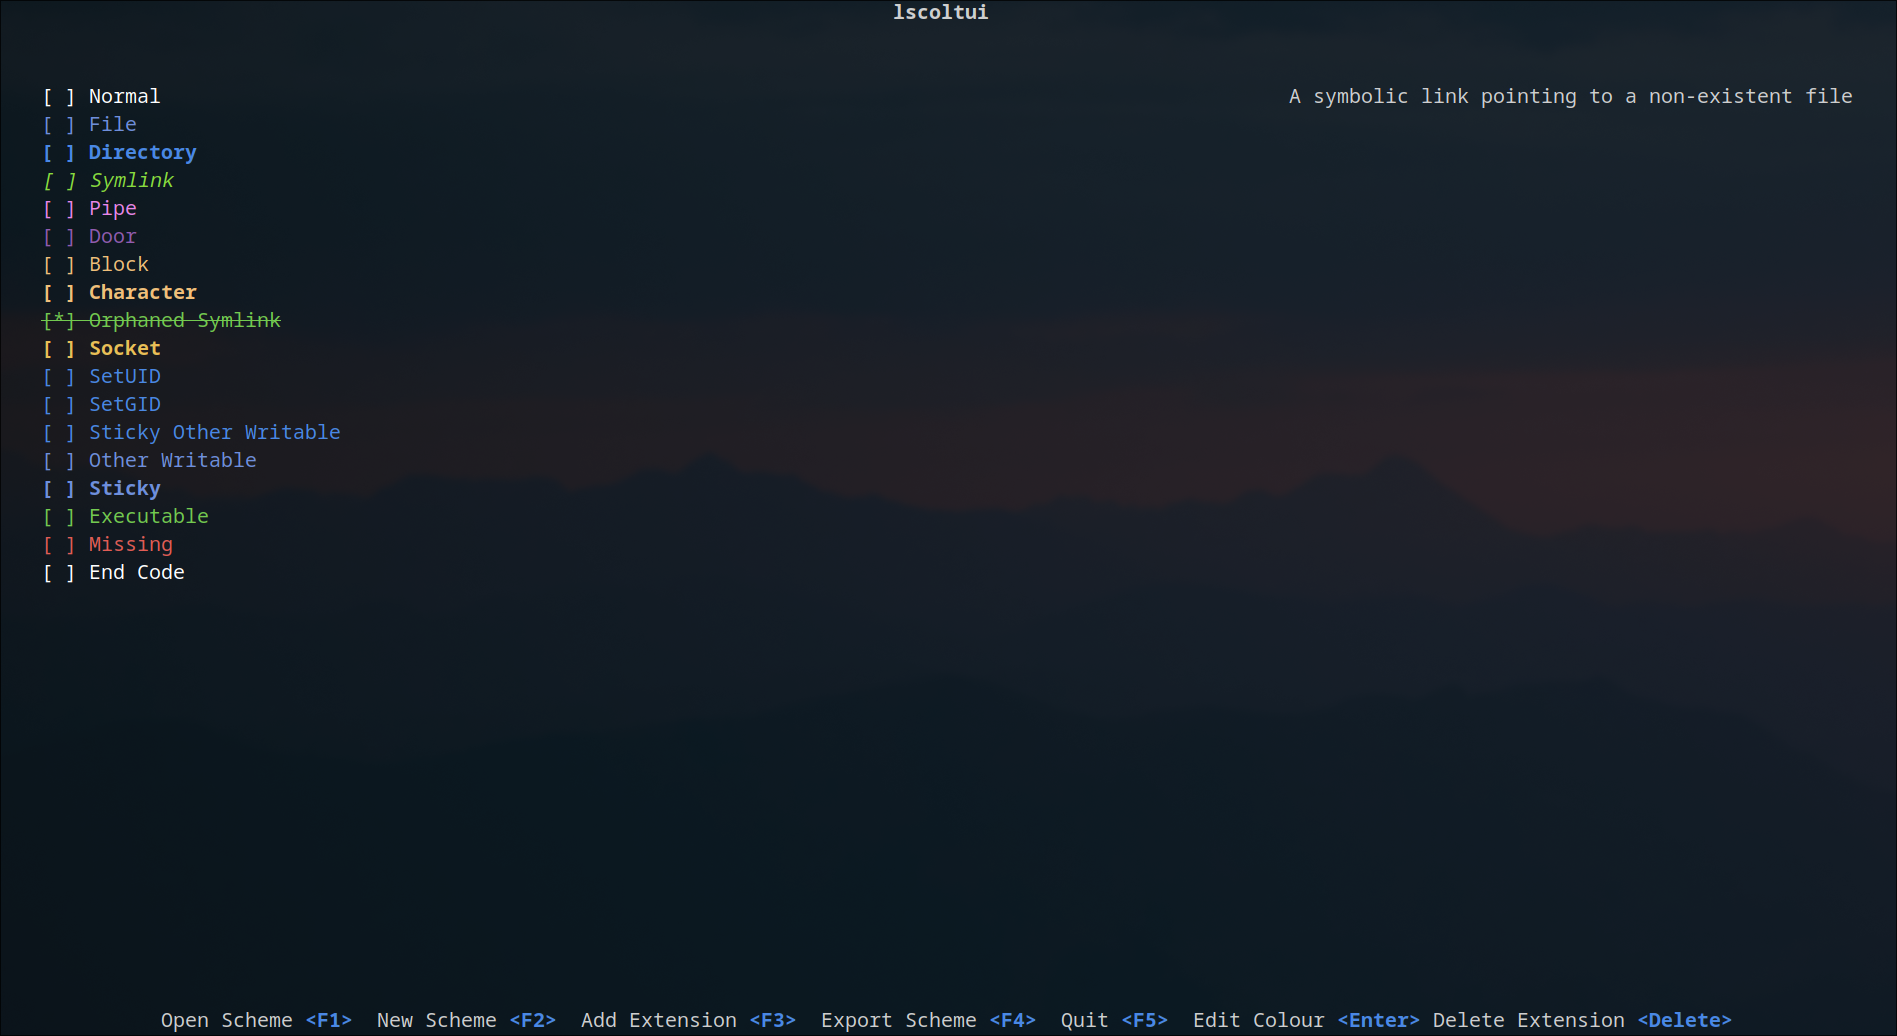 lscoltui
[ ] Normal
A symbolic link pointing to a non-existent file
[ ] File
[ ] Directory
[ ] Symlink
[ ] Pipe
[ ] Door
[ ] Block
[ ] Character
[*] Orphaned Symlink
[ ] Socket
[ ] SetUID
[ ] SetGID
[ ] Sticky Other Writable
[ ] Other Writable
[ ] Sticky
[ ] Executable
[ ] Missing
[ ] End Code
Open Scheme <F1>  New Scheme <F2>  Add Extension <F3>  Export Scheme <F4>  Quit <F5>  Edit Colour <Enter> Delete Extension <Delete>